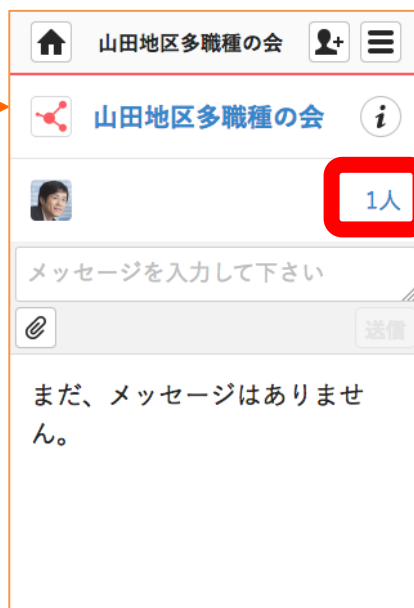 山田地区多職種の会
山田地区多職種の会
i
1人
メッセージを入力して下さい
送信
まだ、メッセージはありませ
ん。